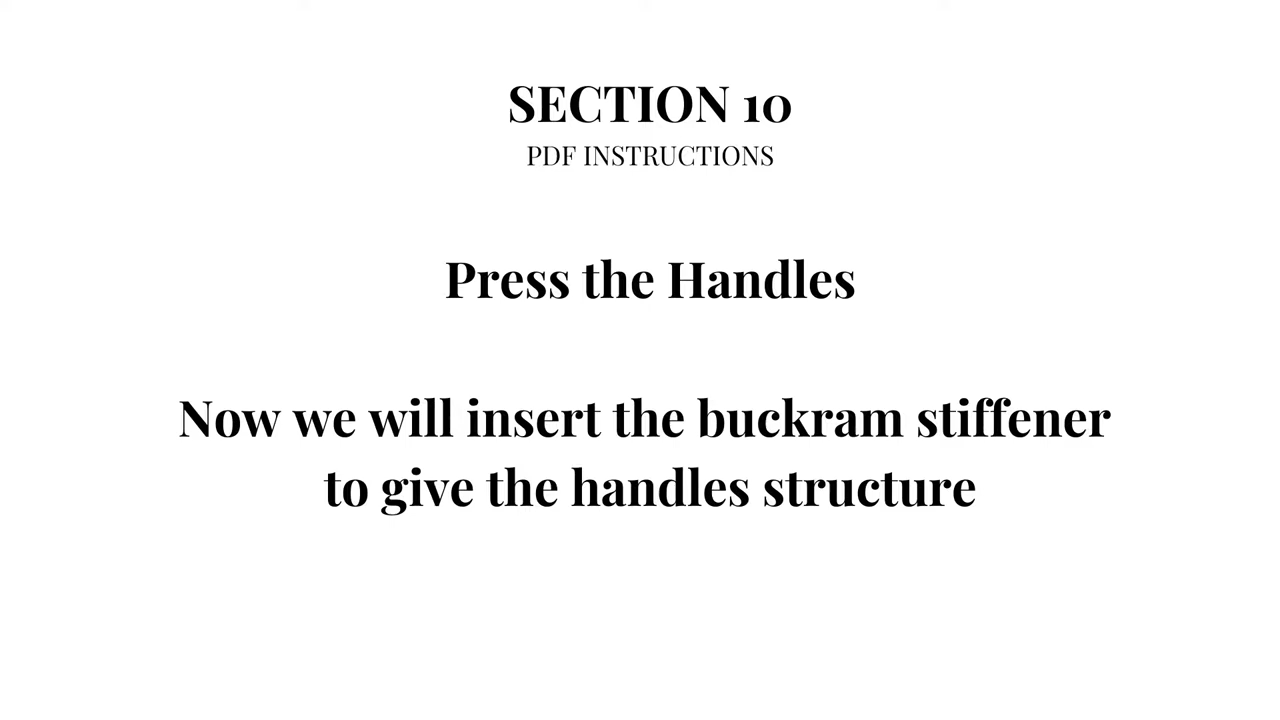 SECTION 10
PDF INSTRUCTIONS
Press the Handles
Now we will insert the buckram stiffener
to give the handles structure